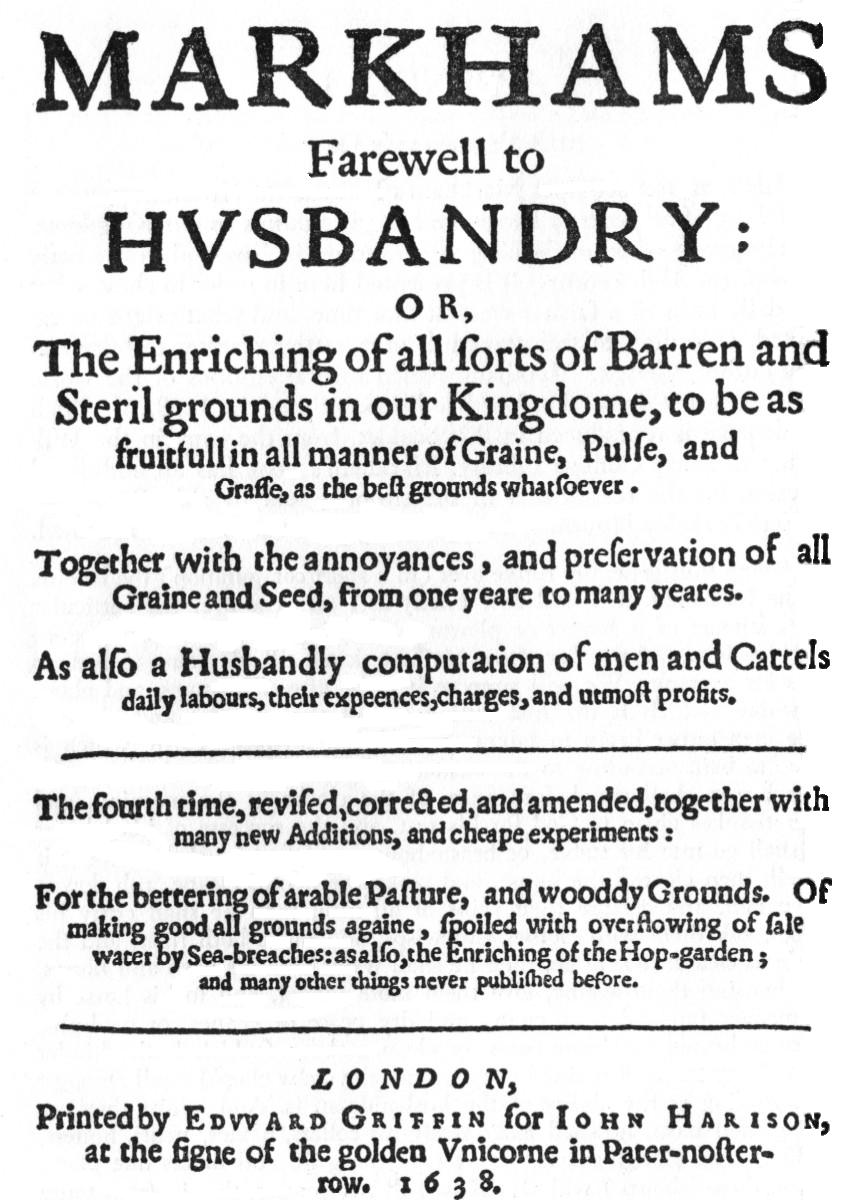 MARKHAMS
Farewell to
HVSBANDRY:
OR,
The Enriching of all ſorts of Barren and
Steril grounds in our Kingdome, to be as
fruitfull in all manner of Graine, Pulſe, and
Graſſe, as the beſt grounds whatſoever.
Together with the annoyances, and preſervation of all
Graine and Seed, from one yeare to many yeares.
As alſo a Husbandly computation of men and Cattels
daily labours, their expeences, charges, and utmoſt profits.
The fourth time, reviſed, corrected, and amended, together with
many new Additions, and cheape experiments:
For the bettering of arable Paſture, and wooddy Grounds. Of
making good all grounds againe, ſpoiled with overflowing of ſale
water by Sea-breaches: as alſo, the Enriching of the Hop-garden;
and many other things never publiſhed before.
LONDON,
Printed by EDVVARD GRIFFIN for IOHN HARISON,
at the ſigne of the golden Vnicorne in Pater-noſter-
row. 1638.